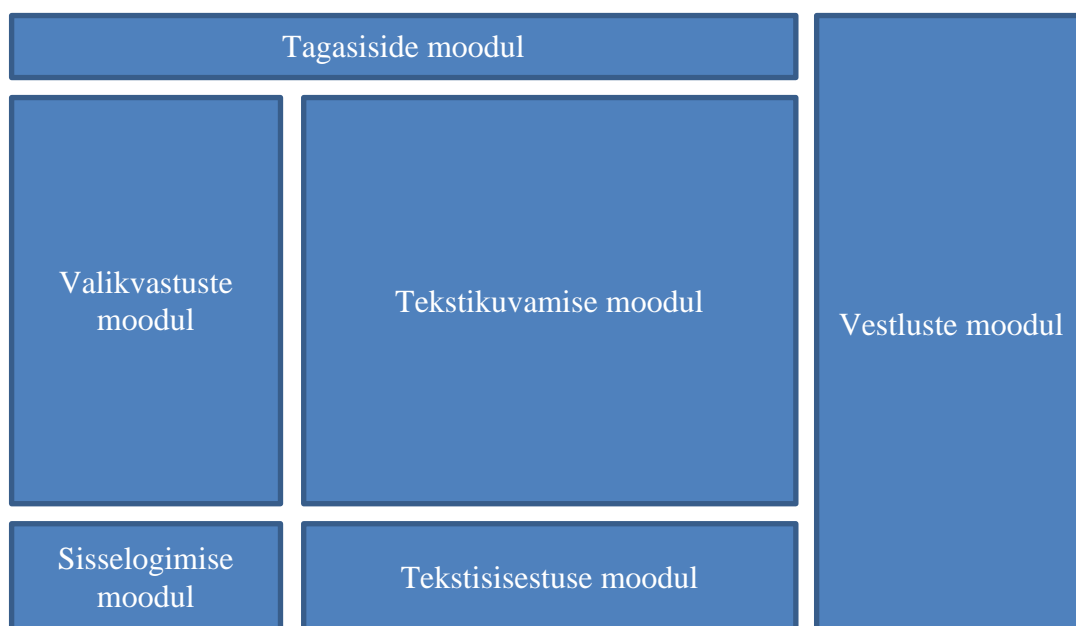 Tagasiside moodul
Valikvastuste
moodul
Tekstikuvamise moodul
Vestluste moodul
Sisselogimise
moodul
Tekstisisestuse moodul